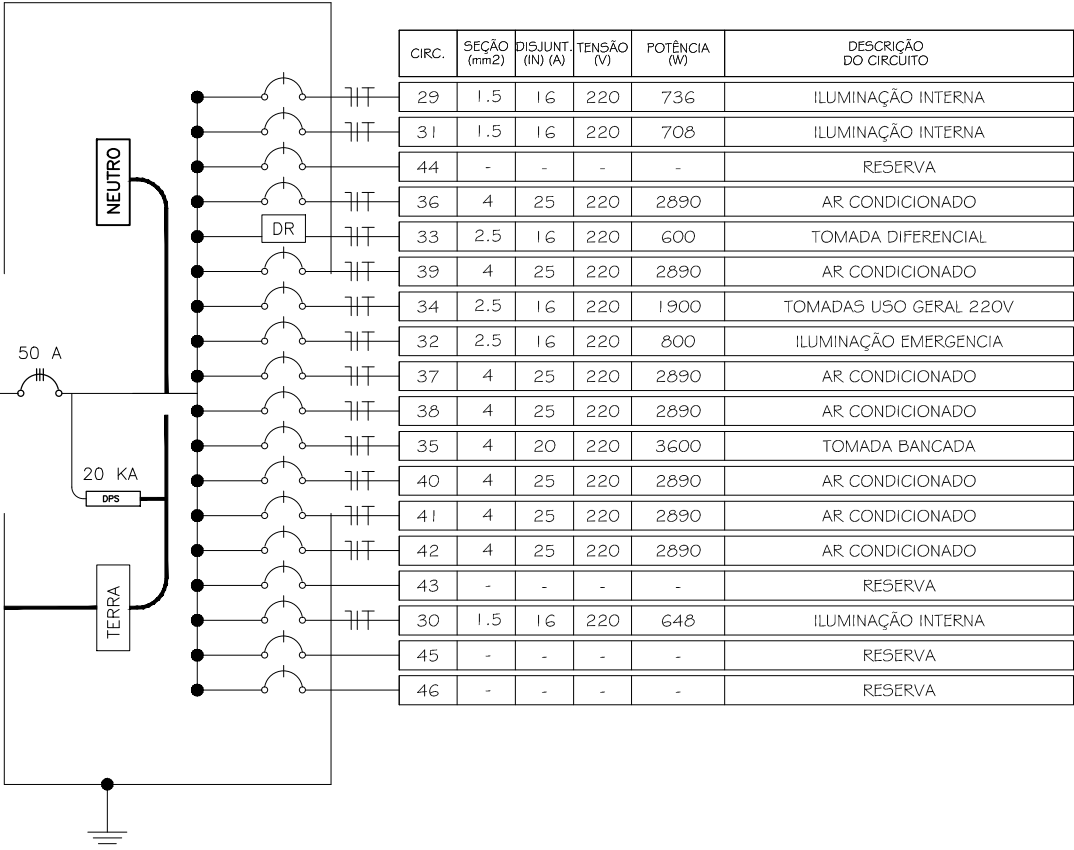 CIRC. SEÇÃO (mm2) DISJUNT. (IN) (A) TENSÃO (V) POTÊNCIA (W) DESCRIÇÃO DO CIRCUITO
29 1.5 16 220 736 ILUMINAÇÃO INTERNA
31 1.5 16 220 708 ILUMINAÇÃO INTERNA
44 - - - - RESERVA
NEUTRO
36 4 25 220 2890 AR CONDICIONADO
DR
33 2.5 16 220 600 TOMADA DIFERENCIAL
39 4 25 220 2890 AR CONDICIONADO
34 2.5 16 220 1900 TOMADAS USO GERAL 220V
32 2.5 16 220 800 ILUMINAÇÃO EMERGENCIA
50 A
37 4 25 220 2890 AR CONDICIONADO
38 4 25 220 2890 AR CONDICIONADO
35 4 20 220 3600 TOMADA BANCADA
20 KA
DPS
40 4 25 220 2890 AR CONDICIONADO
41 4 25 220 2890 AR CONDICIONADO
42 4 25 220 2890 AR CONDICIONADO
43 - - - - RESERVA
TERRA
30 1.5 16 220 648 ILUMINAÇÃO INTERNA
45 - - - - RESERVA
46 - - - - RESERVA